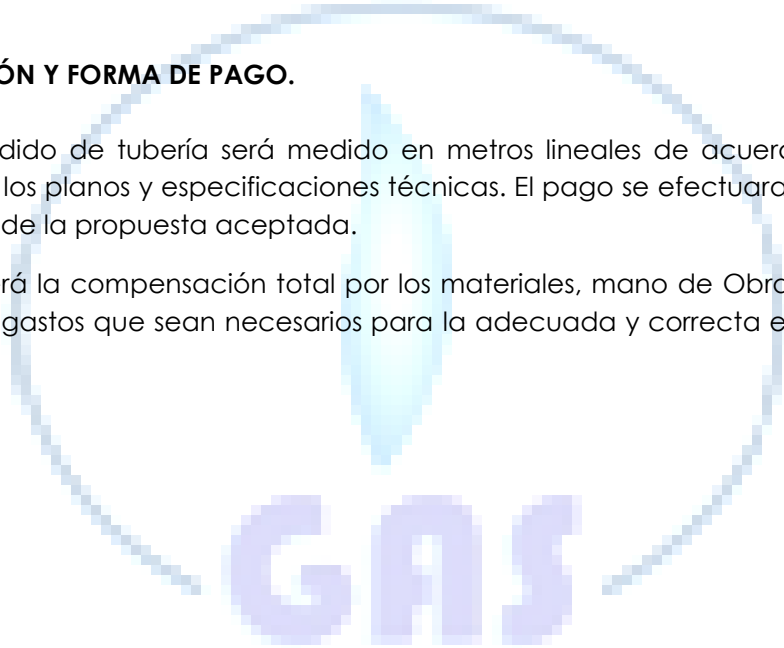 ÓN Y FORMA DE PAGO.
dido de tubería será medido en metros lineales de acuerd
los planos y especificaciones técnicas. El pago se efectuara
de la propuesta aceptada.
rá la compensación total por los materiales, mano de Obra
gastos que sean necesarios para la adecuada y correcta e
GAS